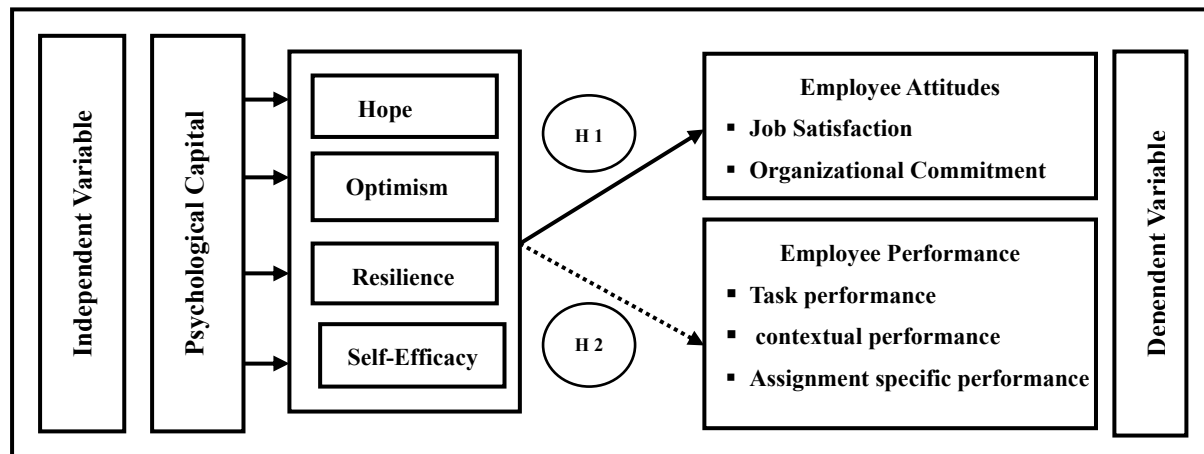 Independent Variable
Psychological Capital
Hope
Optimism
Resilience
Self-Efficacy
H 1
H 2
Employee Attitudes
▪ Job Satisfaction
▪ Organizational Commitment
Employee Performance
▪ Task performance
▪ contextual performance
▪ Assignment specific performance
Dependent Variable